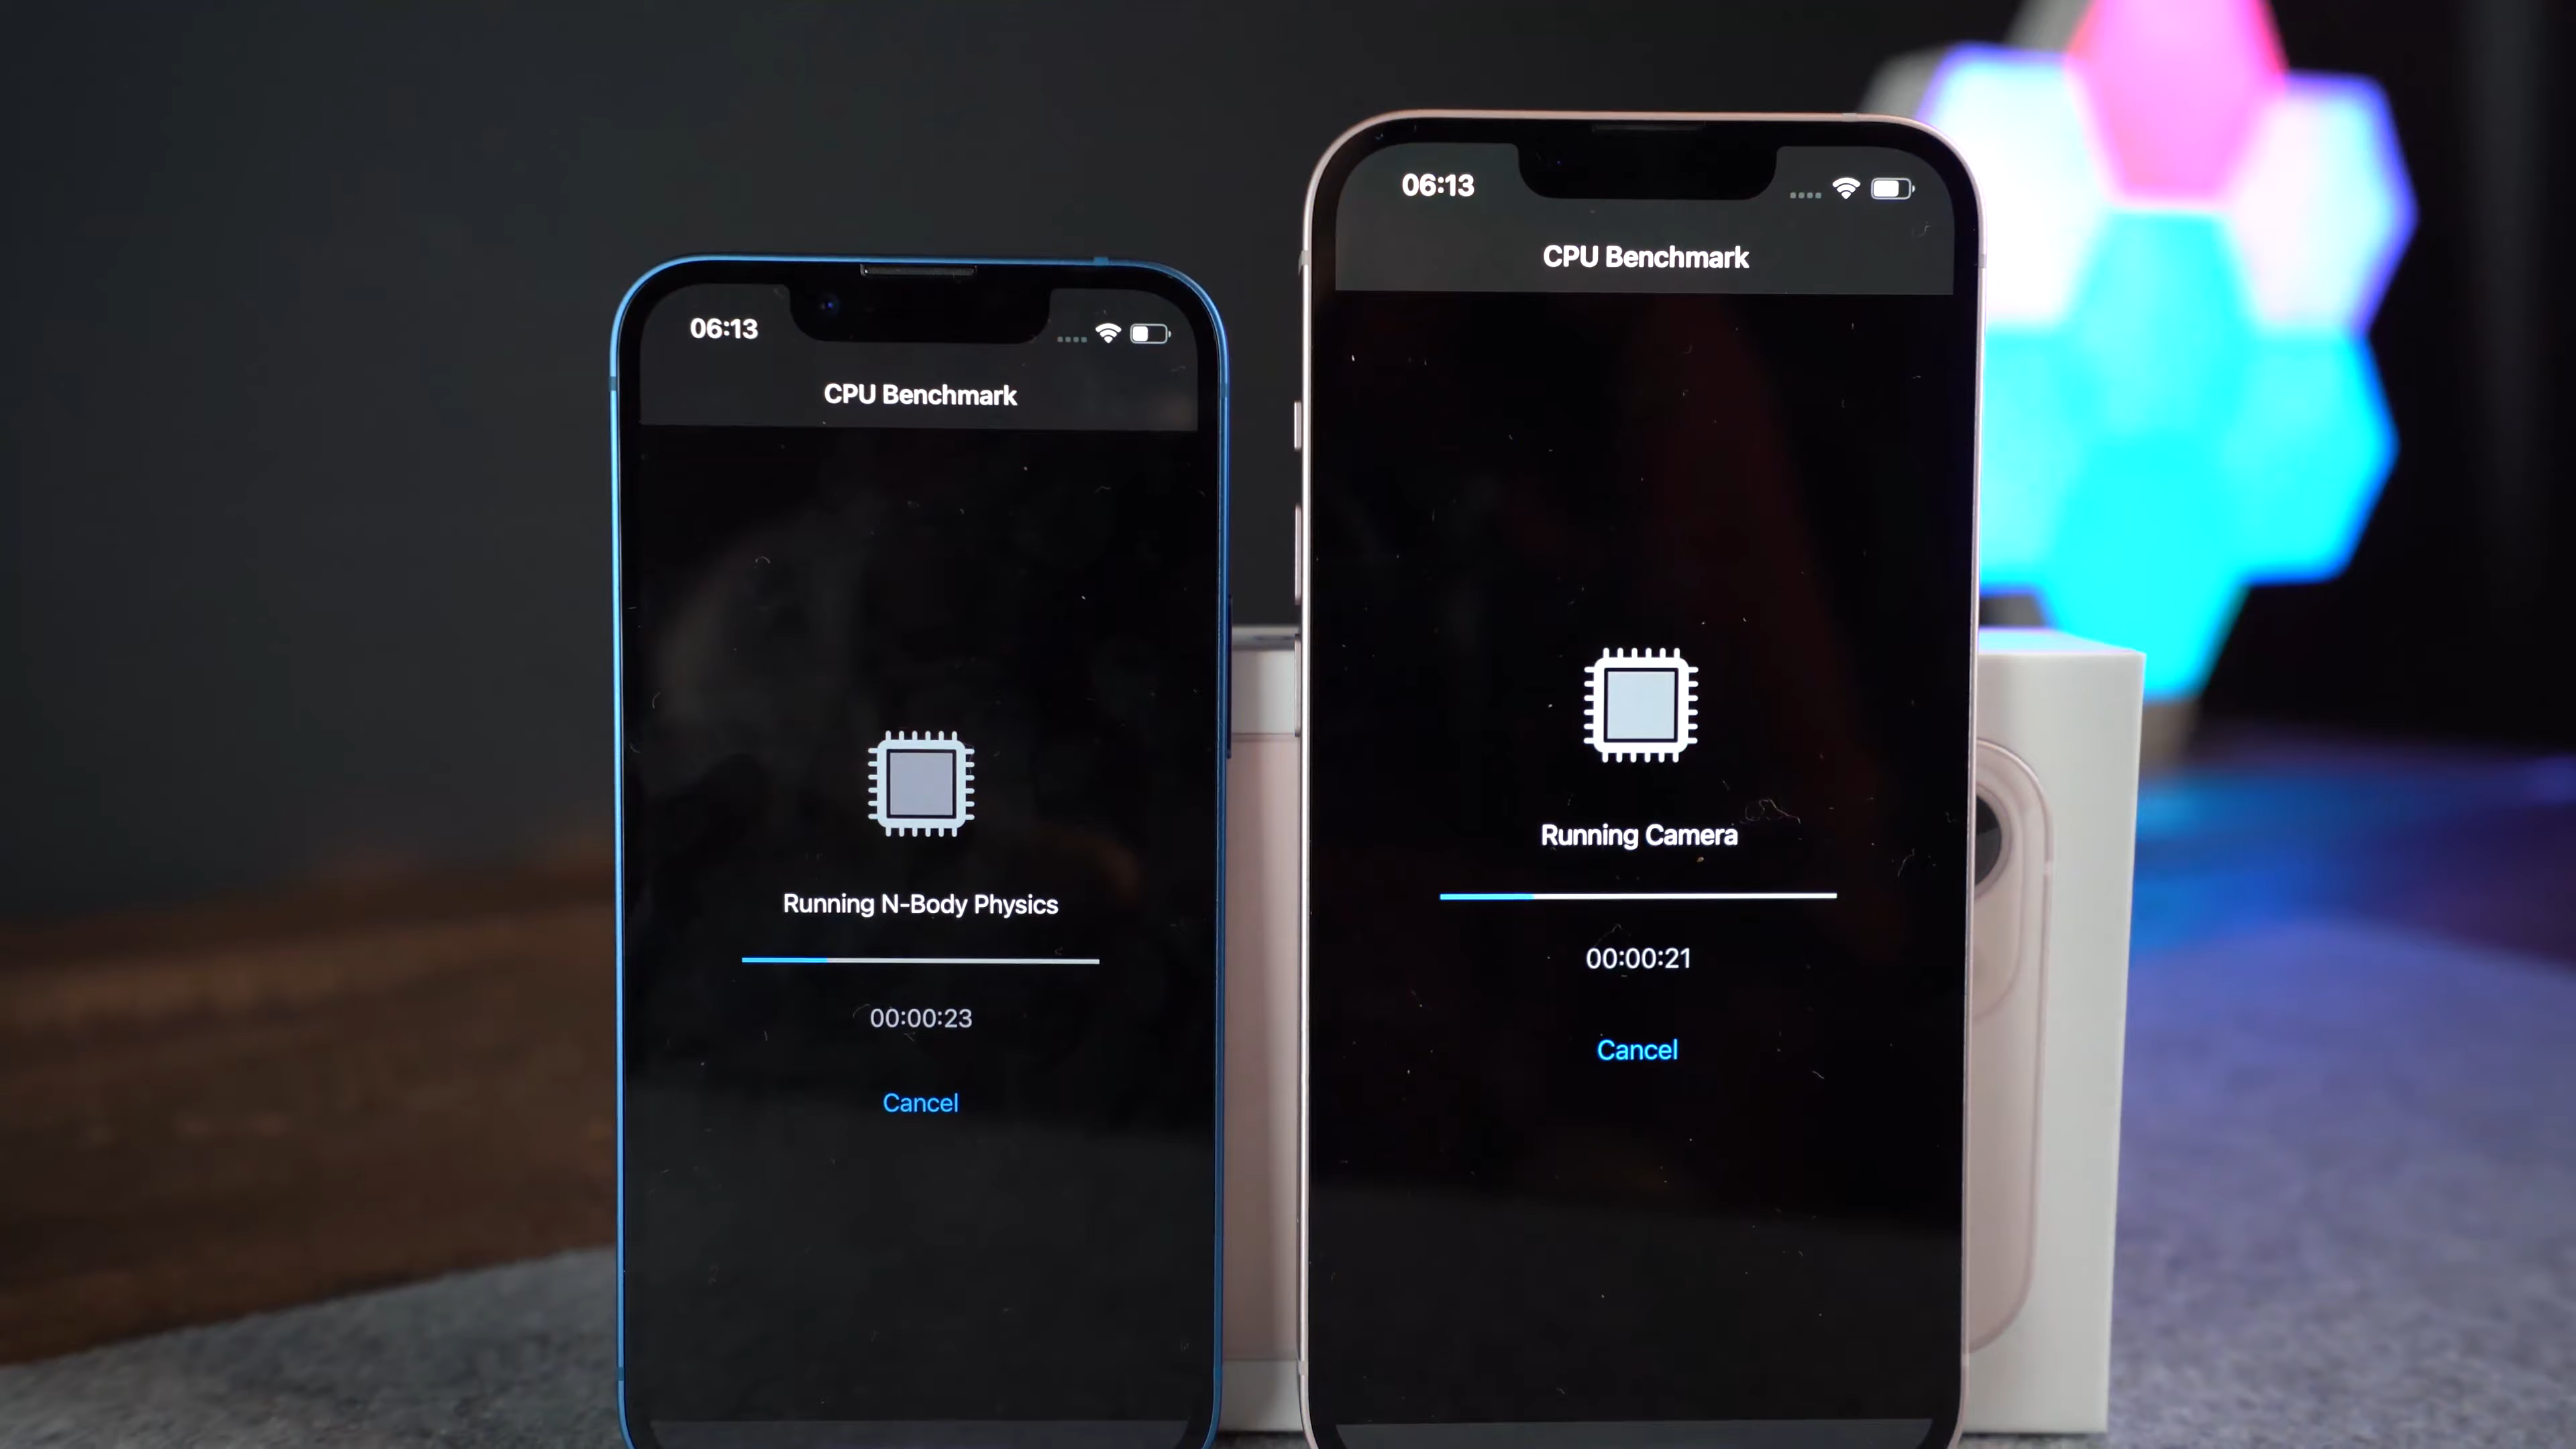 06:13
CPU Benchmark
Running N-Body Physics
00:00:23
Cancel
06:13
CPU Benchmark
Running Camera
00:00:21
Cancel